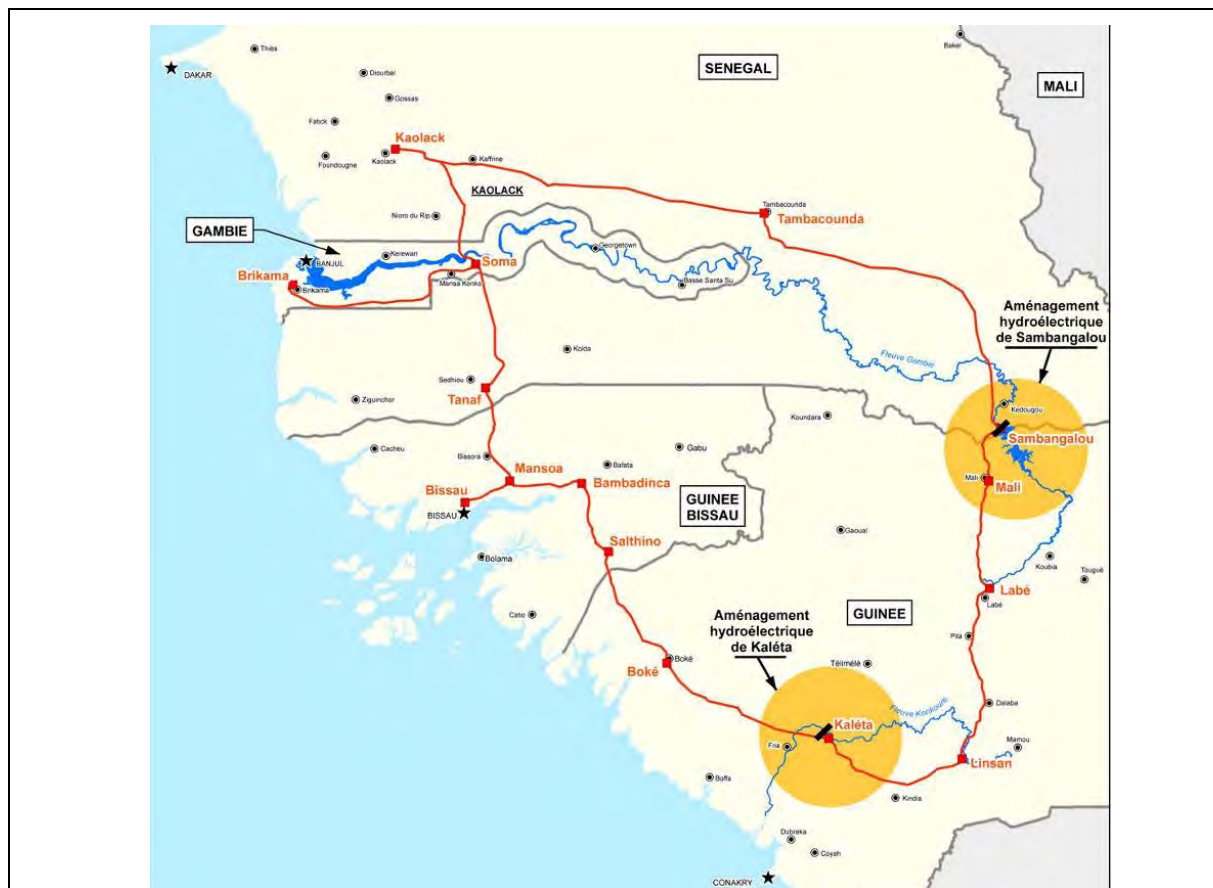 Bakel
Thiès
DAKAR
SENEGAL
Diourbel
MALI
Gossas
Fatick
Kaolack
Foundougne
Kaolack
Kaffrine
KAOLACK
Nioro du Rip
Tambacounda
Tambacounda
GAMBIE
Georgetown
Kerewan
BANJUL
Soma
Brikama
Brikama
Mansa Konko
Basse Santa Su
Aménagement
hydroélectrique
de Sambangalou
Kolda
Fleuve Gambie
Sedhiou
Tanaf
Ziguinchor
Koundara
Kedougou
Sambangalou
Cacheu
Bissora
Gabu
Mansoa
Bafata
Bambadinca
Mali
Mali
Bissau
BISSAU
GUINEE
BISSAU
Gaoual
Salthino
Bolama
Koubia
Tougué
Labé
Labé
Catio
Aménagement
hydroélectrique
de Kaléta
GUINEE
Pita
Boké
Boké
Télimélé
Dalaba
Fleuve Konkouré
Kaléta
Fria
Mamou
Linsan
Boffa
Kindia
Dubreka
Coyah
CONAKRY